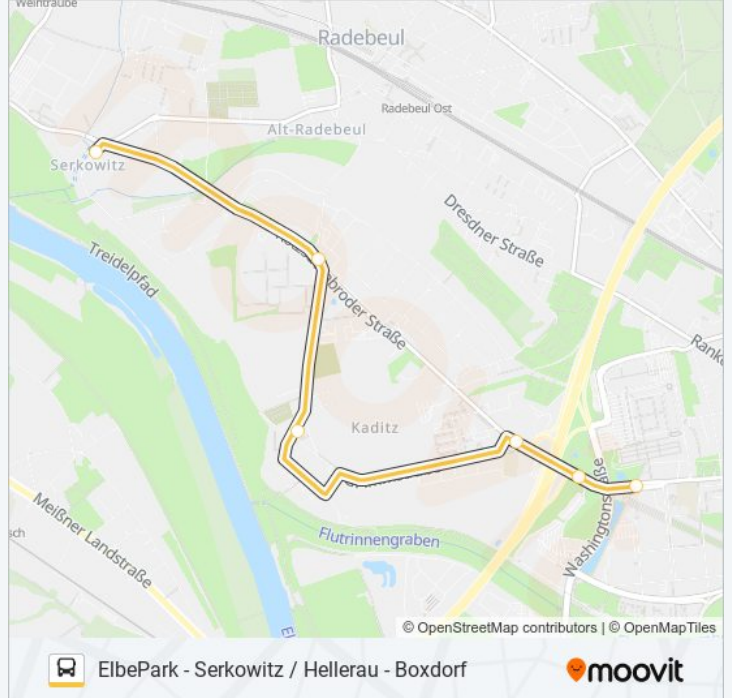 Weintraube
Radebeul
Radebeul Ost
Alt-Radebeul
Serkowitz
Dresdner Straße
Treidelpfad
broder Straße
Kaditz
Meißner Landstraße
Flutrinnengraben
Washingtonstraße
© OpenStreetMap contributors | © OpenMapTiles
ElbePark - Serkowitz / Hellerau - Boxdorf
moovit